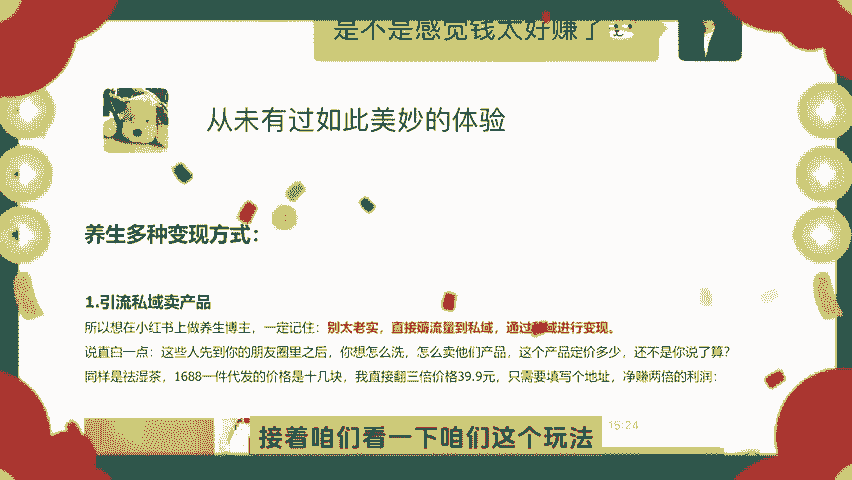 是不是感觉钱太好赚了
从未有过如此美妙的体验
养生多种变现方式：
1.引流私域卖产品
所以想在小红书上做养生博主，一定记住：别太老实，直接薅流量到私域，通过私域进行变现。
说直白一点：这些人先到你的朋友圈里之后，你想怎么洗，怎么卖他们产品，这个产品定价多少，还不是你说了算？
同样是祛湿茶，1688一件代发的价格是十几块，我直接翻三倍价格39.9元，只需要填写个地址，净赚两倍的利润：
15:24
接着咱们看一下咱们这个玩法